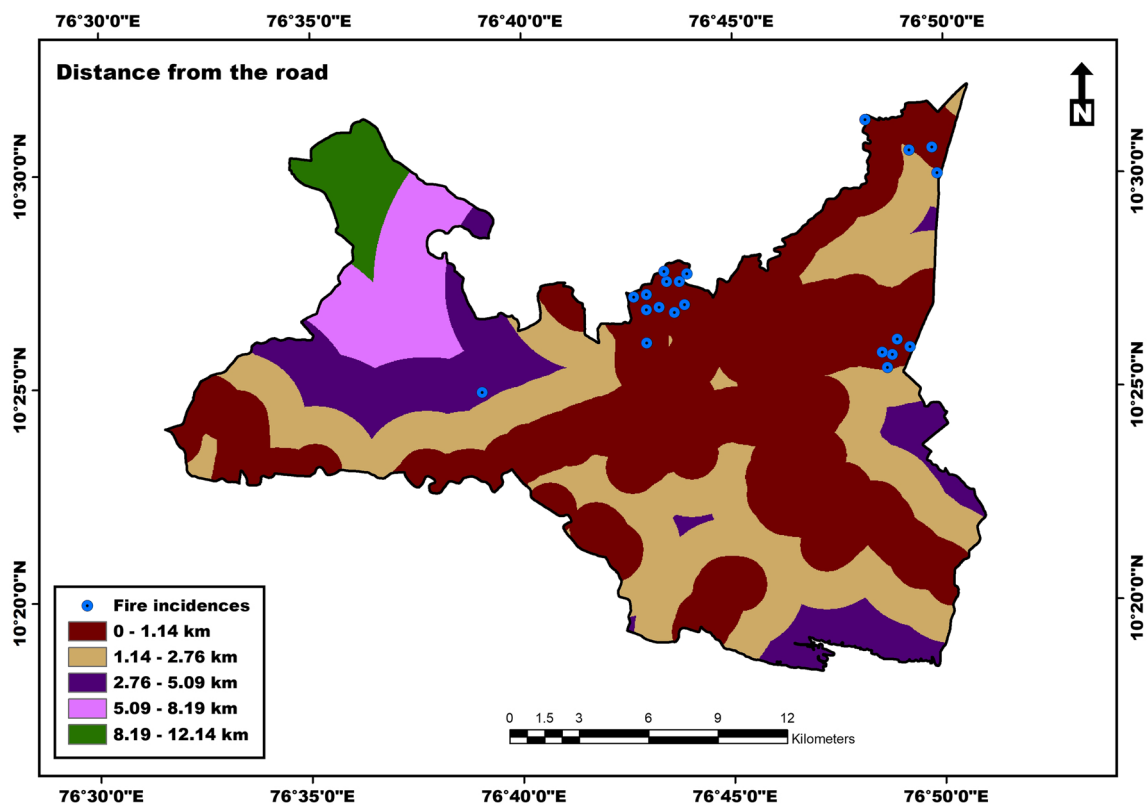 76°30'0"E 76°35'0"E 76°40'0"E 76°45'0"E 76°50'0"E
Distance from the road
N
10°30'0"N 10°30'0"N
10°25'0"N 10°25'0"N
10°20'0"N 10°20'0"N
Fire incidences
0 - 1.14 km
1.14 - 2.76 km
2.76 - 5.09 km
5.09 - 8.19 km
8.19 - 12.14 km
0 1.5 3 6 9 12
Kilometers
76°30'0"E 76°35'0"E 76°40'0"E 76°45'0"E 76°50'0"E